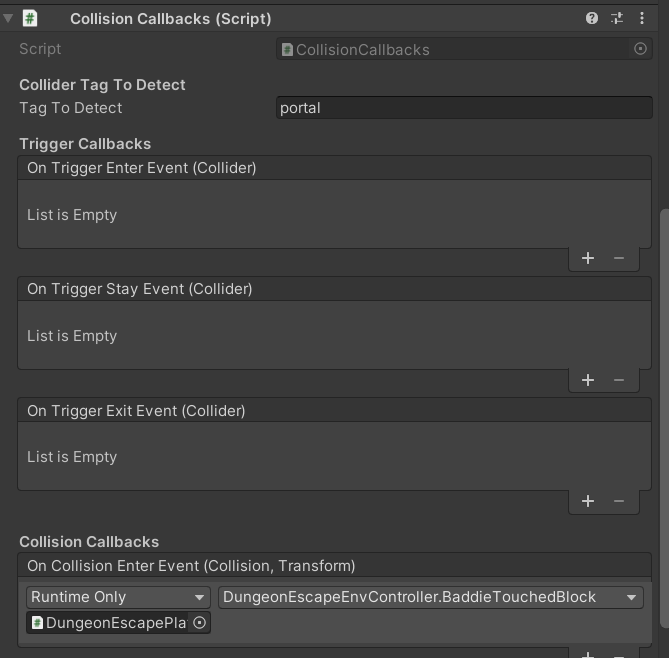 Collision Callbacks (Script)
Script CollisionCallbacks
Collider Tag To Detect
Tag To Detect portal
Trigger Callbacks
On Trigger Enter Event (Collider)
List is Empty
+ −
On Trigger Stay Event (Collider)
List is Empty
+ −
On Trigger Exit Event (Collider)
List is Empty
+ −
Collision Callbacks
On Collision Enter Event (Collision, Transform)
Runtime Only DungeonEscapeEnvController.BaddieTouchedBlock
DungeonEscapePla